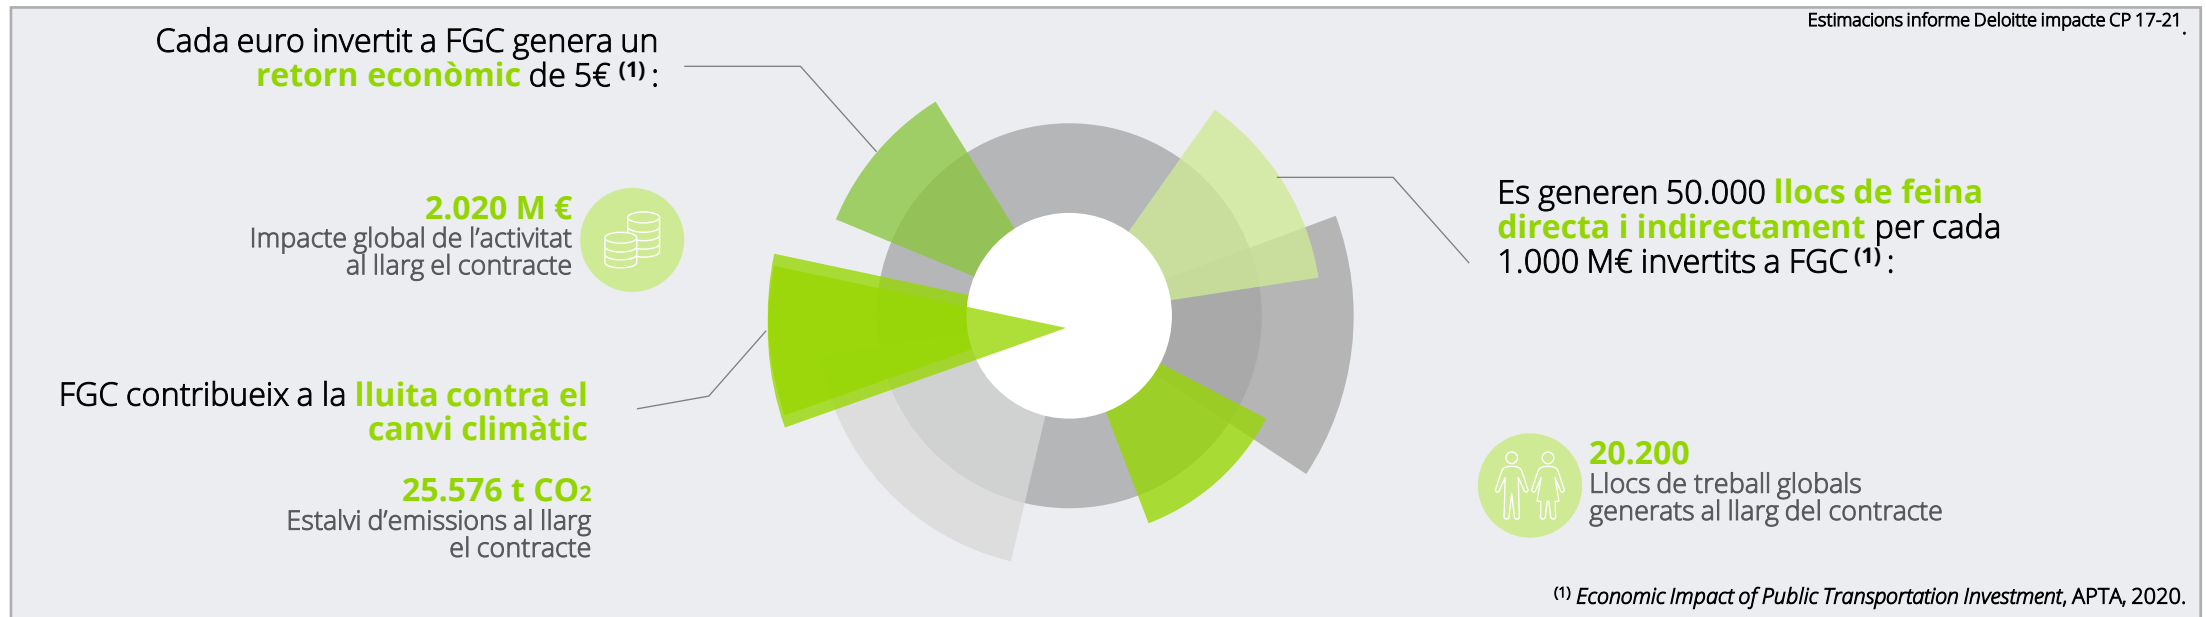 Estimacions informe Deloitte impacte CP 17-21.
Cada euro invertit a FGC genera un
retorn econòmic de 5€ (1) :
2.020 M €
Impacte global de l’activitat
al llarg el contracte
FGC contribueix a la lluita contra el
canvi climàtic
25.576 t CO2
Estalvi d’emissions al llarg
el contracte
Es generen 50.000 llocs de feina
directa i indirectament per cada
1.000 M€ invertits a FGC (1) :
20.200
Llocs de treball globals
generats al llarg del contracte
(1) Economic Impact of Public Transportation Investment, APTA, 2020.